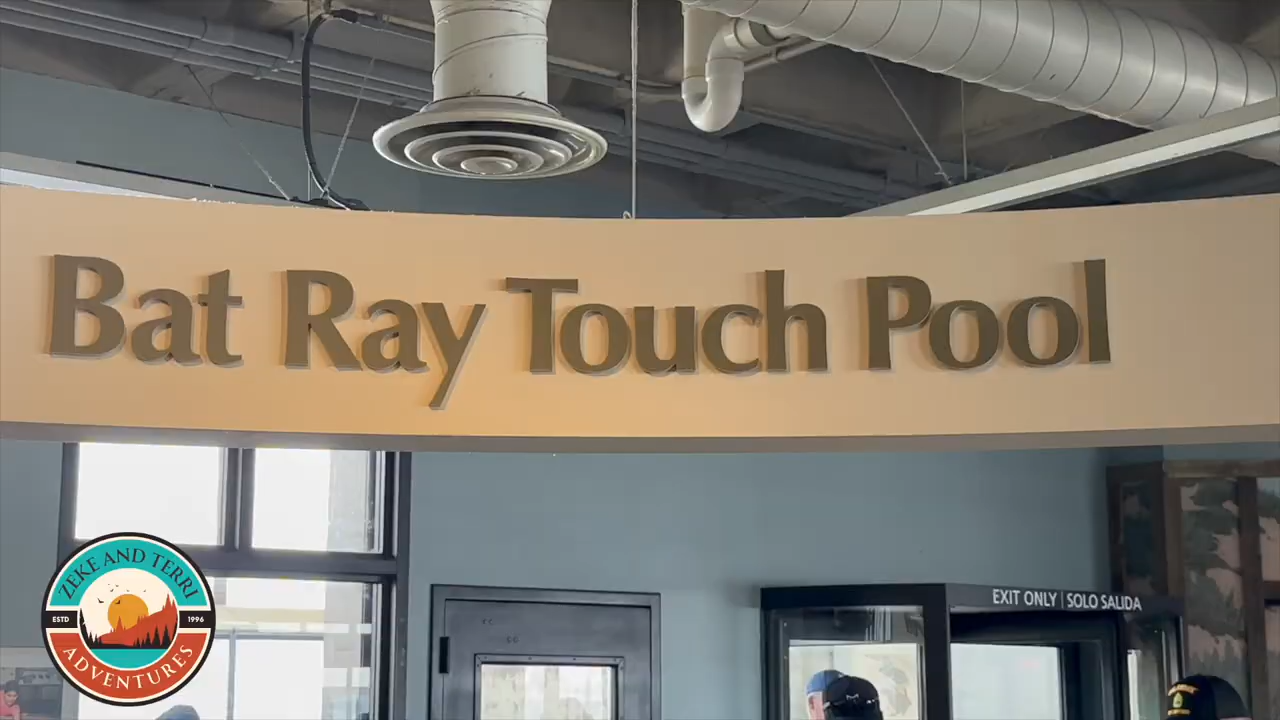 Bat Ray Touch Pool
EXIT ONLY | SOLO SALIDA
ZEKE AND TERRI
ESTD 1996
ADVENTURES